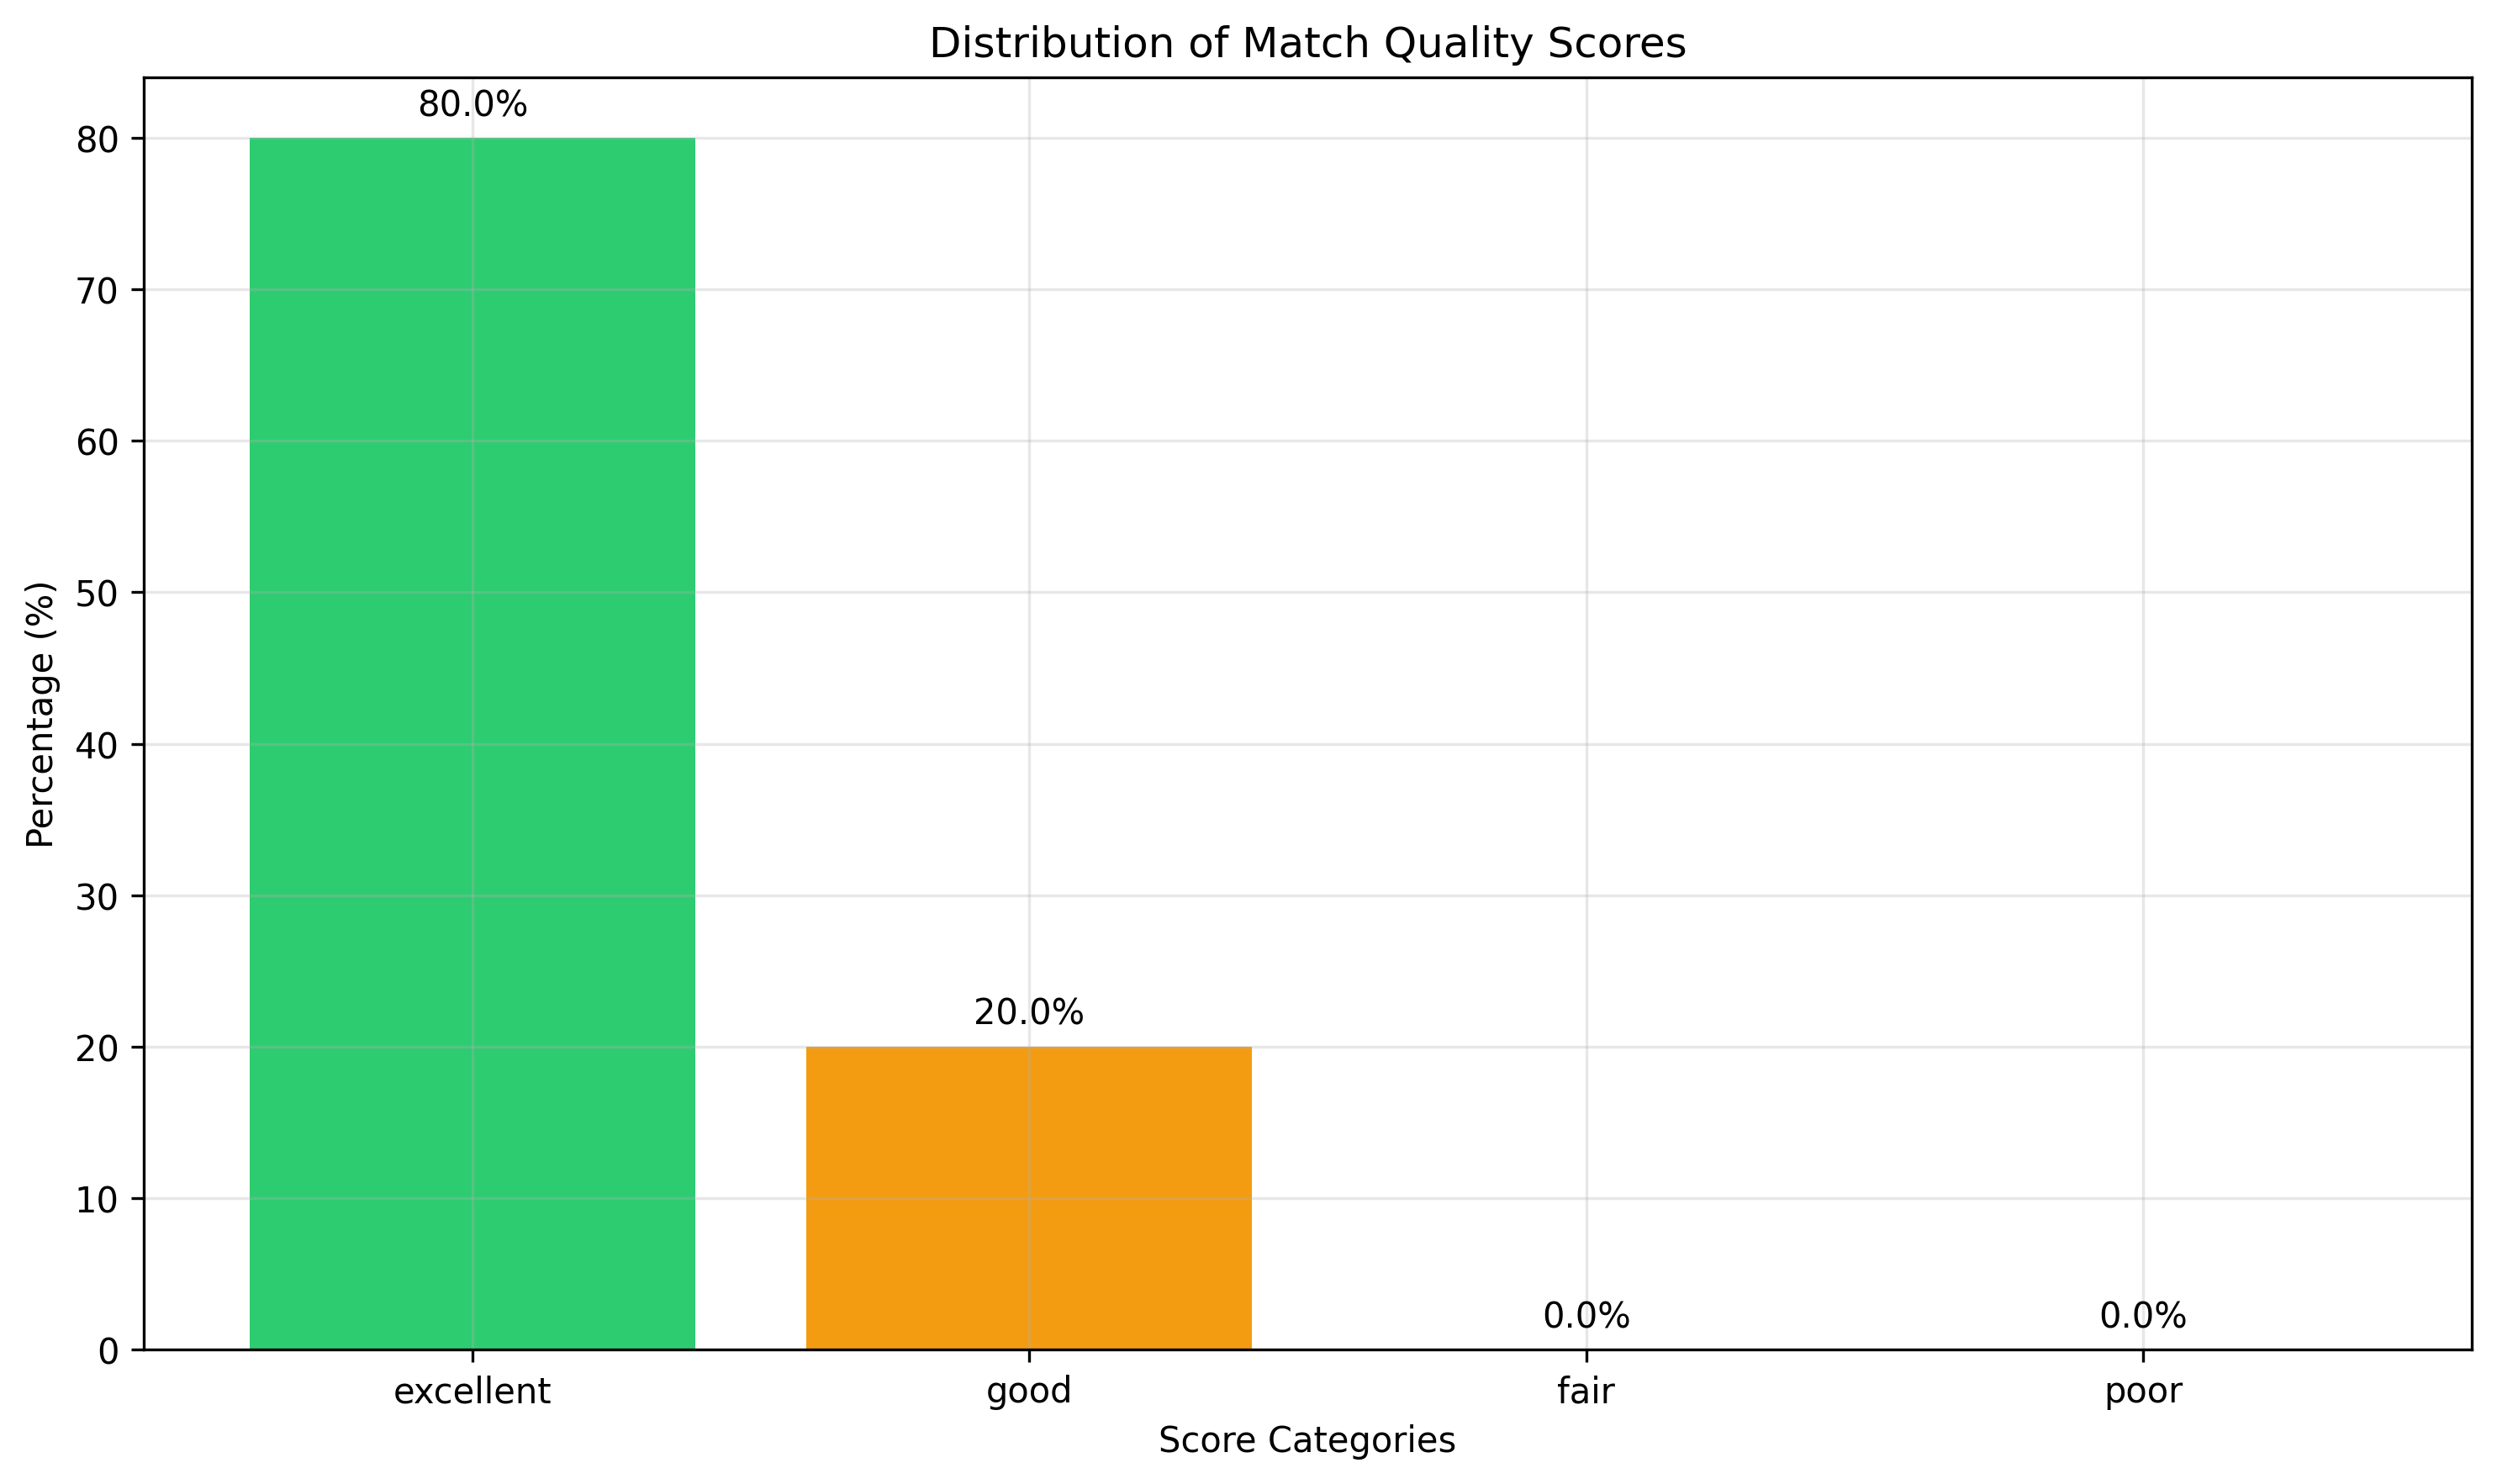 Distribution of Match Quality Scores
80.0%
80
70
60
50
40
30
20
10
0
Percentage (%)
20.0%
0.0%
0.0%
excellent
good
fair
poor
Score Categories